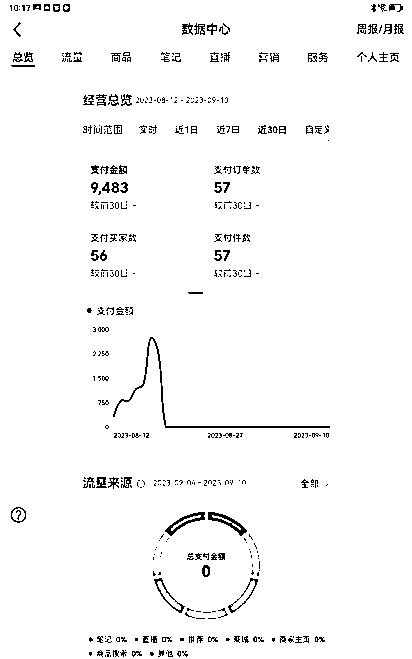 10:17
数据中心
周报/月报
总览 流量 商品 笔记 直播 营销 服务 个人主页
经营总览 2023-08-12 - 2023-09-10
时间范围 实时 近1日 近7日 近30日 自定义
支付金额 支付订单数
9,483 57
较前30日 - 较前30日 -
支付买家数 支付件数
56 57
较前30日 - 较前30日 -
支付金额
3,000
2,250
1,500
750
0
2023-08-12 2023-08-27 2023-09-10
流量来源 2023-09-04 - 2023-09-10 全部
总支付金额
0
笔记 0% 直播 0% 推荐 0% 商城 0% 商家主页 0%
商品搜索 0% 其他 0%